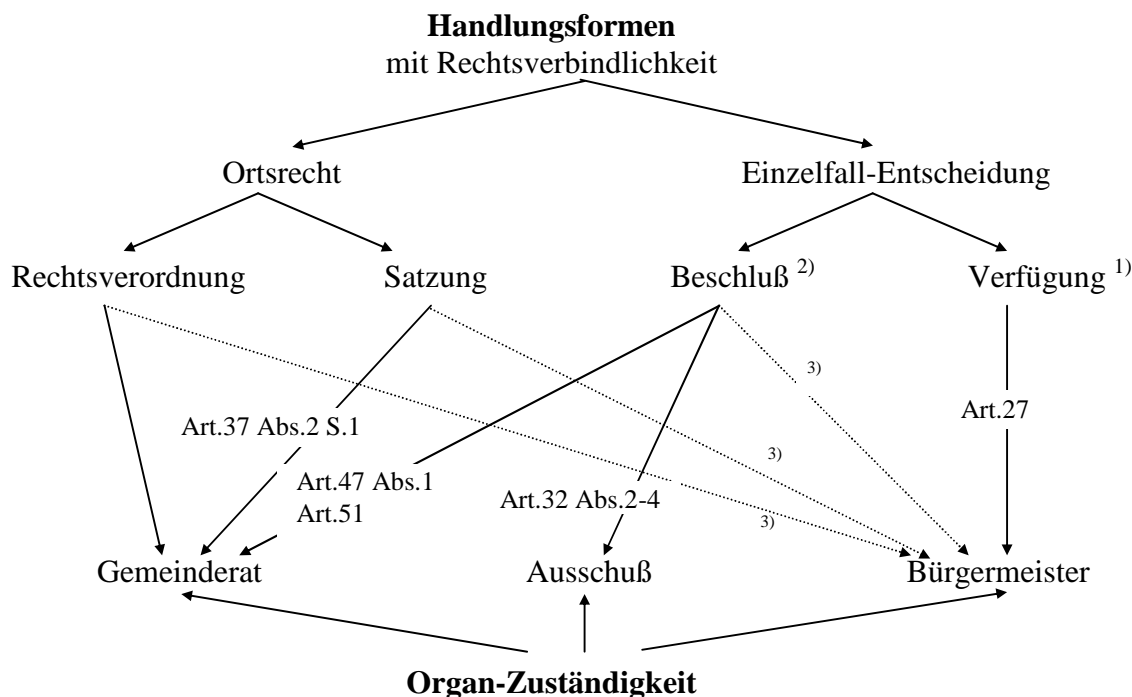 Handlungsformen
mit Rechtsverbindlichkeit
Ortsrecht
Einzelfall-Entscheidung
Rechtsverordnung
Satzung
Beschluß 2)
Verfügung 1)
3)
Art.27
Art.37 Abs.2 S.1
3)
Art.47 Abs.1
Art.51
Art.32 Abs.2-4
3)
Gemeinderat
Ausschuß
Bürgermeister
Organ-Zuständigkeit